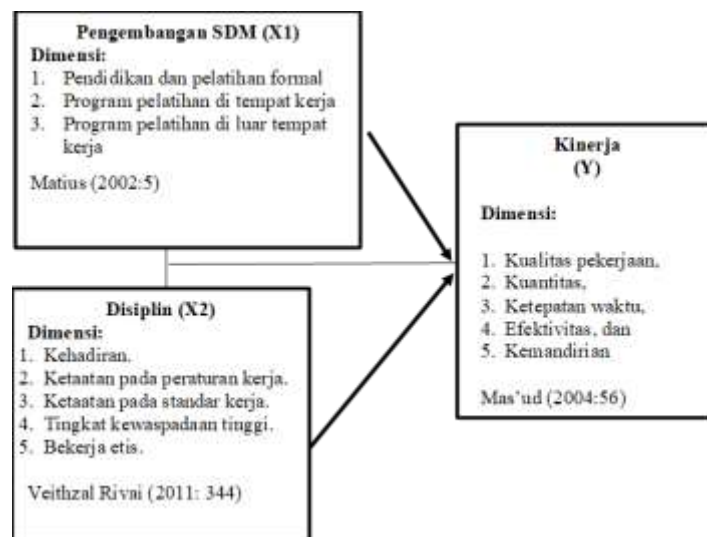 Pengembangan SDM (X1)
Dimensi:
1. Pendidikan dan pelatihan formal
2. Program pelatihan di tempat kerja
3. Program pelatihan di luar tempat
kerja
Matius (2002:5)
Disiplin (X2)
Dimensi:
1. Kehadiran.
2. Ketaatan pada peraturan kerja.
3. Ketaatan pada standar kerja.
4. Tingkat kewaspadaan tinggi.
5. Bekerja etis.
Veithzal Rivai (2011: 344)
Kinerja
(Y)
Dimensi:
1. Kualitas pekerjaan,
2. Kuantitas,
3. Ketepatan waktu,
4. Efektivitas, dan
5. Kemandirian
Mas'ud (2004:56)